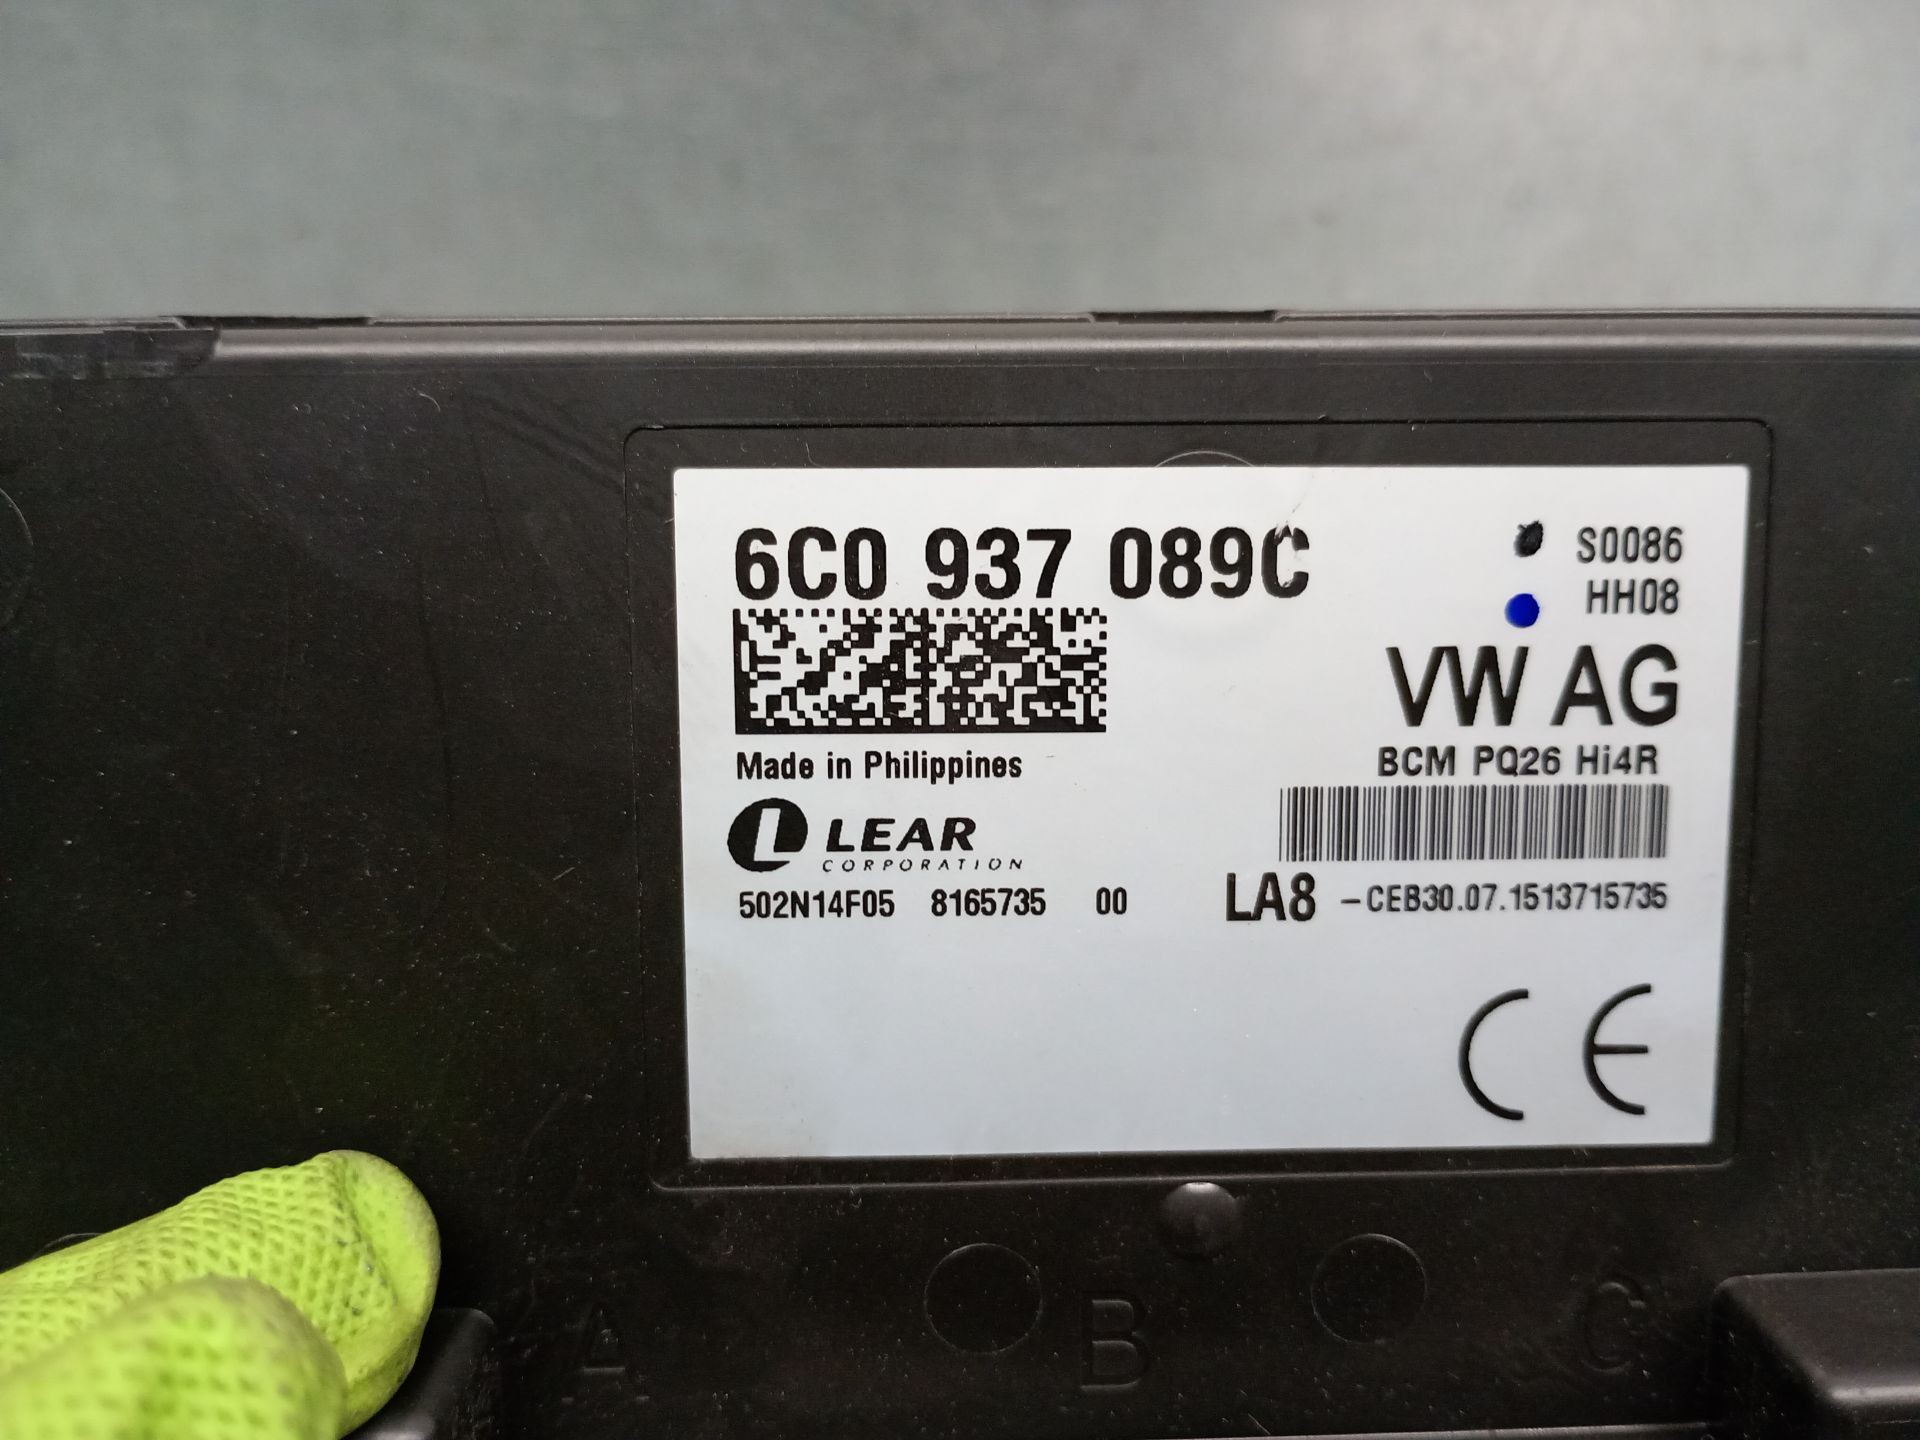 6C0 937 089C
S0086
HH08
VW AG
BCM PQ26 Hi4R
Made in Philippines
L LEAR
CORPORATION
502N14F05 8165735 00
LA8 -CEB30.07.1513715735
CE
A B C